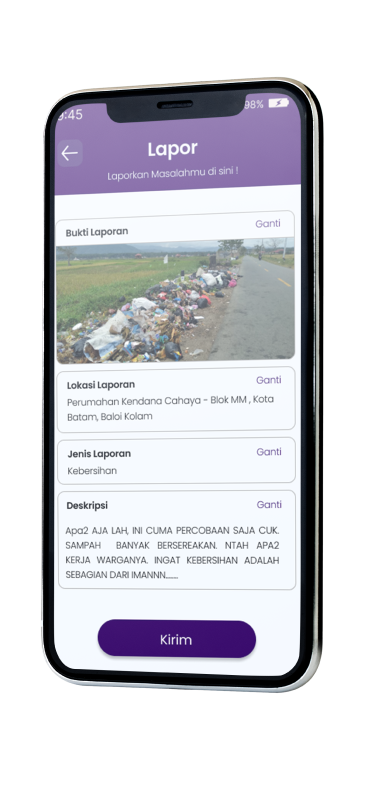 9:45
98%
Lapor
Laporkan Masalahmu di sini !
Bukti Laporan
Ganti
Lokasi Laporan
Ganti
Perumahan Kendana Cahaya - Blok MM , Kota
Batam, Baloi Kolam
Jenis Laporan
Ganti
Kebersihan
Deskripsi
Ganti
Apa2 AJA LAH, INI CUMA PERCOBAAN SAJA CUK.
SAMPAH BANYAK BERSEREAKAN. NTAH APA2
KERJA WARGANYA. INGAT KEBERSIHAN ADALAH
SEBAGIAN DARI IMANNN.......
Kirim